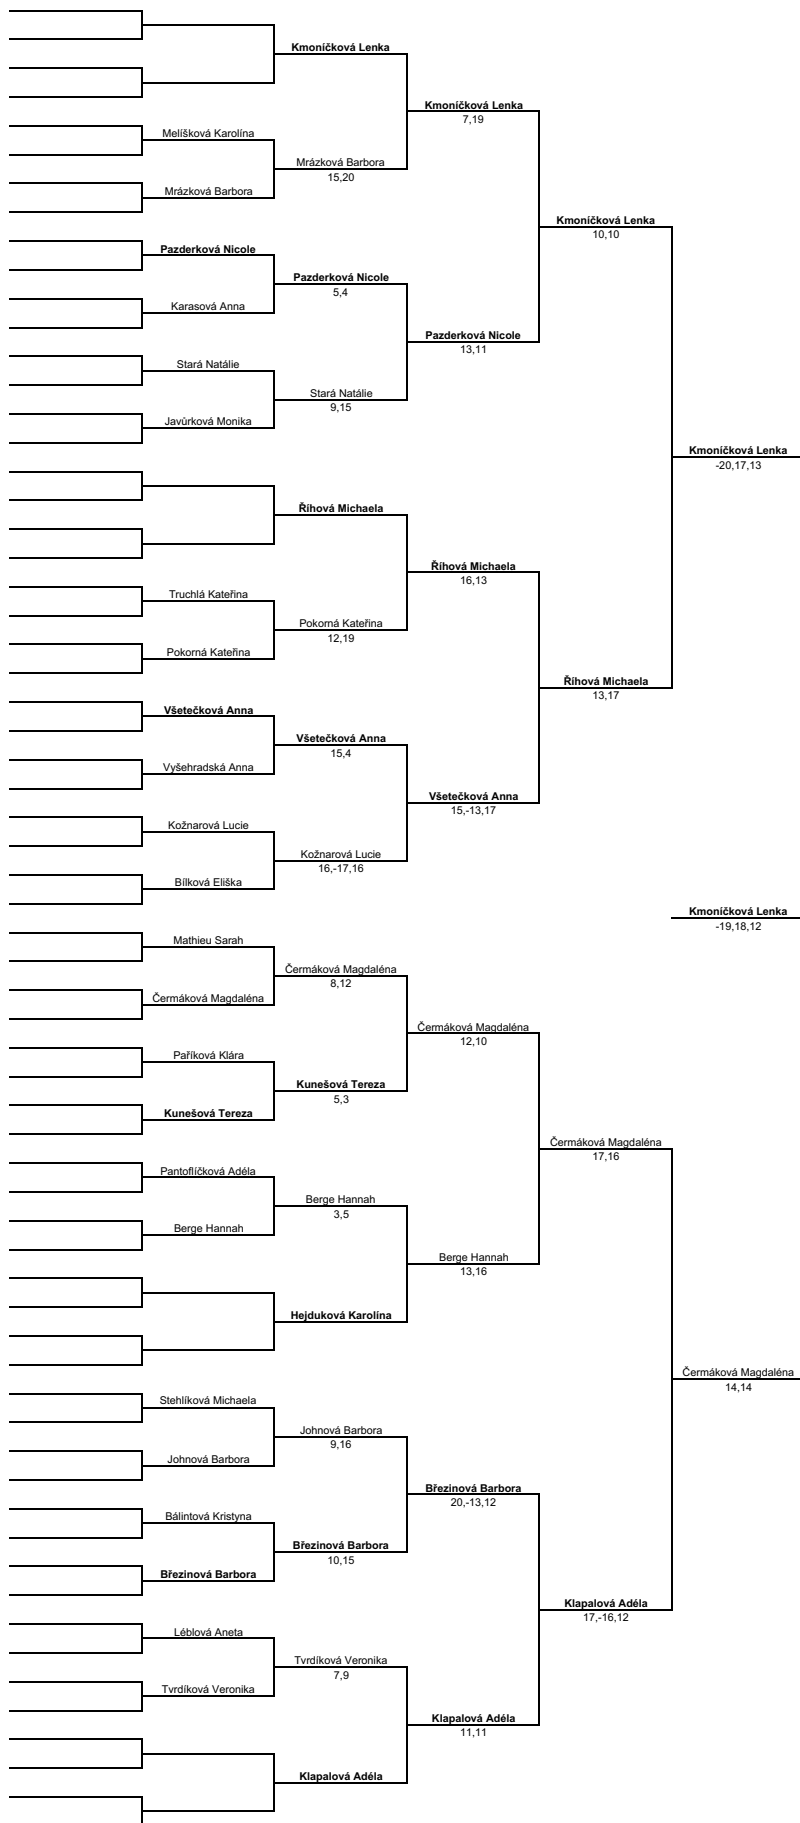 Kmoníčková Lenka
Kmoníčková Lenka
7,19
Melíšková Karolína
Mrázková Barbora
15,20
Mrázková Barbora
Kmoníčková Lenka
10,10
Pazderková Nicole
Pazderková Nicole
5,4
Karasová Anna
Pazderková Nicole
13,11
Stará Natálie
Stará Natálie
9,15
Javůrková Monika
Kmoníčková Lenka
-20,17,13
Říhová Michaela
Říhová Michaela
16,13
Truchlá Kateřina
Pokorná Kateřina
12,19
Pokorná Kateřina
Říhová Michaela
13,17
Všetečková Anna
Všetečková Anna
15,4
Vyšehradská Anna
Všetečková Anna
15,-13,17
Kožnarová Lucie
Kožnarová Lucie
16,-17,16
Bílková Eliška
Kmoníčková Lenka
-19,18,12
Mathieu Sarah
Čermáková Magdaléna
8,12
Čermáková Magdaléna
Čermáková Magdaléna
12,10
Paříková Klára
Kunešová Tereza
5,3
Kunešová Tereza
Čermáková Magdaléna
17,16
Pantoflíčková Adéla
Berge Hannah
3,5
Berge Hannah
Berge Hannah
13,16
Hejduková Karolína
Čermáková Magdaléna
14,14
Stehlíková Michaela
Johnová Barbora
9,16
Johnová Barbora
Březinová Barbora
20,-13,12
Bálintová Kristyna
Březinová Barbora
10,15
Březinová Barbora
Klapalová Adéla
17,-16,12
Léblová Aneta
Tvrdíková Veronika
7,9
Tvrdíková Veronika
Klapalová Adéla
11,11
Klapalová Adéla